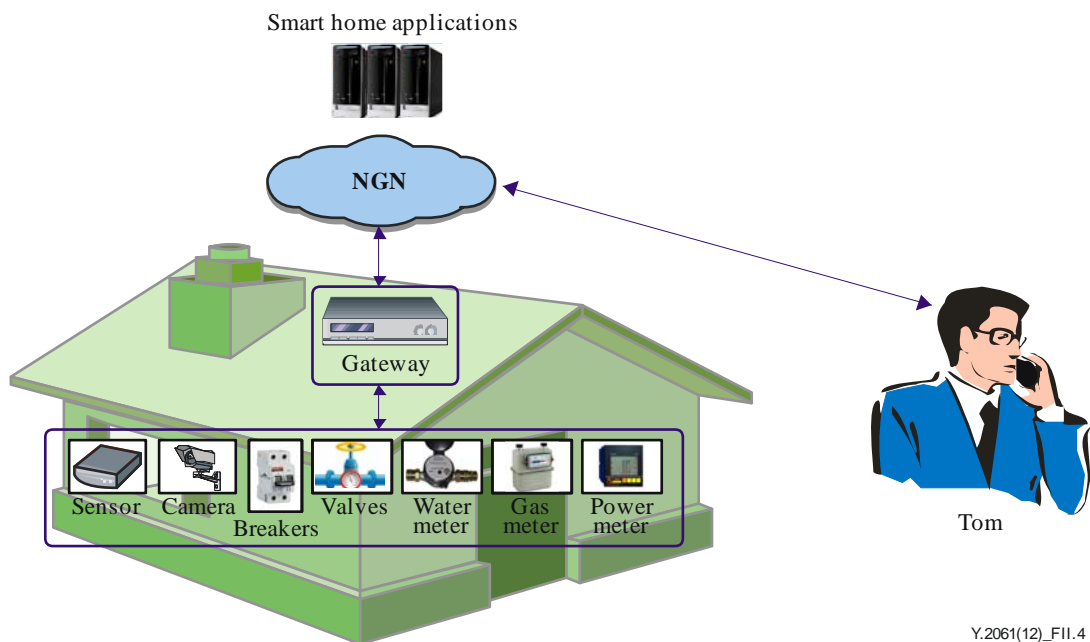 Smart home applications
NGN
Gateway
Sensor
Camera
Breakers
Valves
Water
meter
Gas
meter
Power
meter
Tom
Y.2061(12)_FII.4